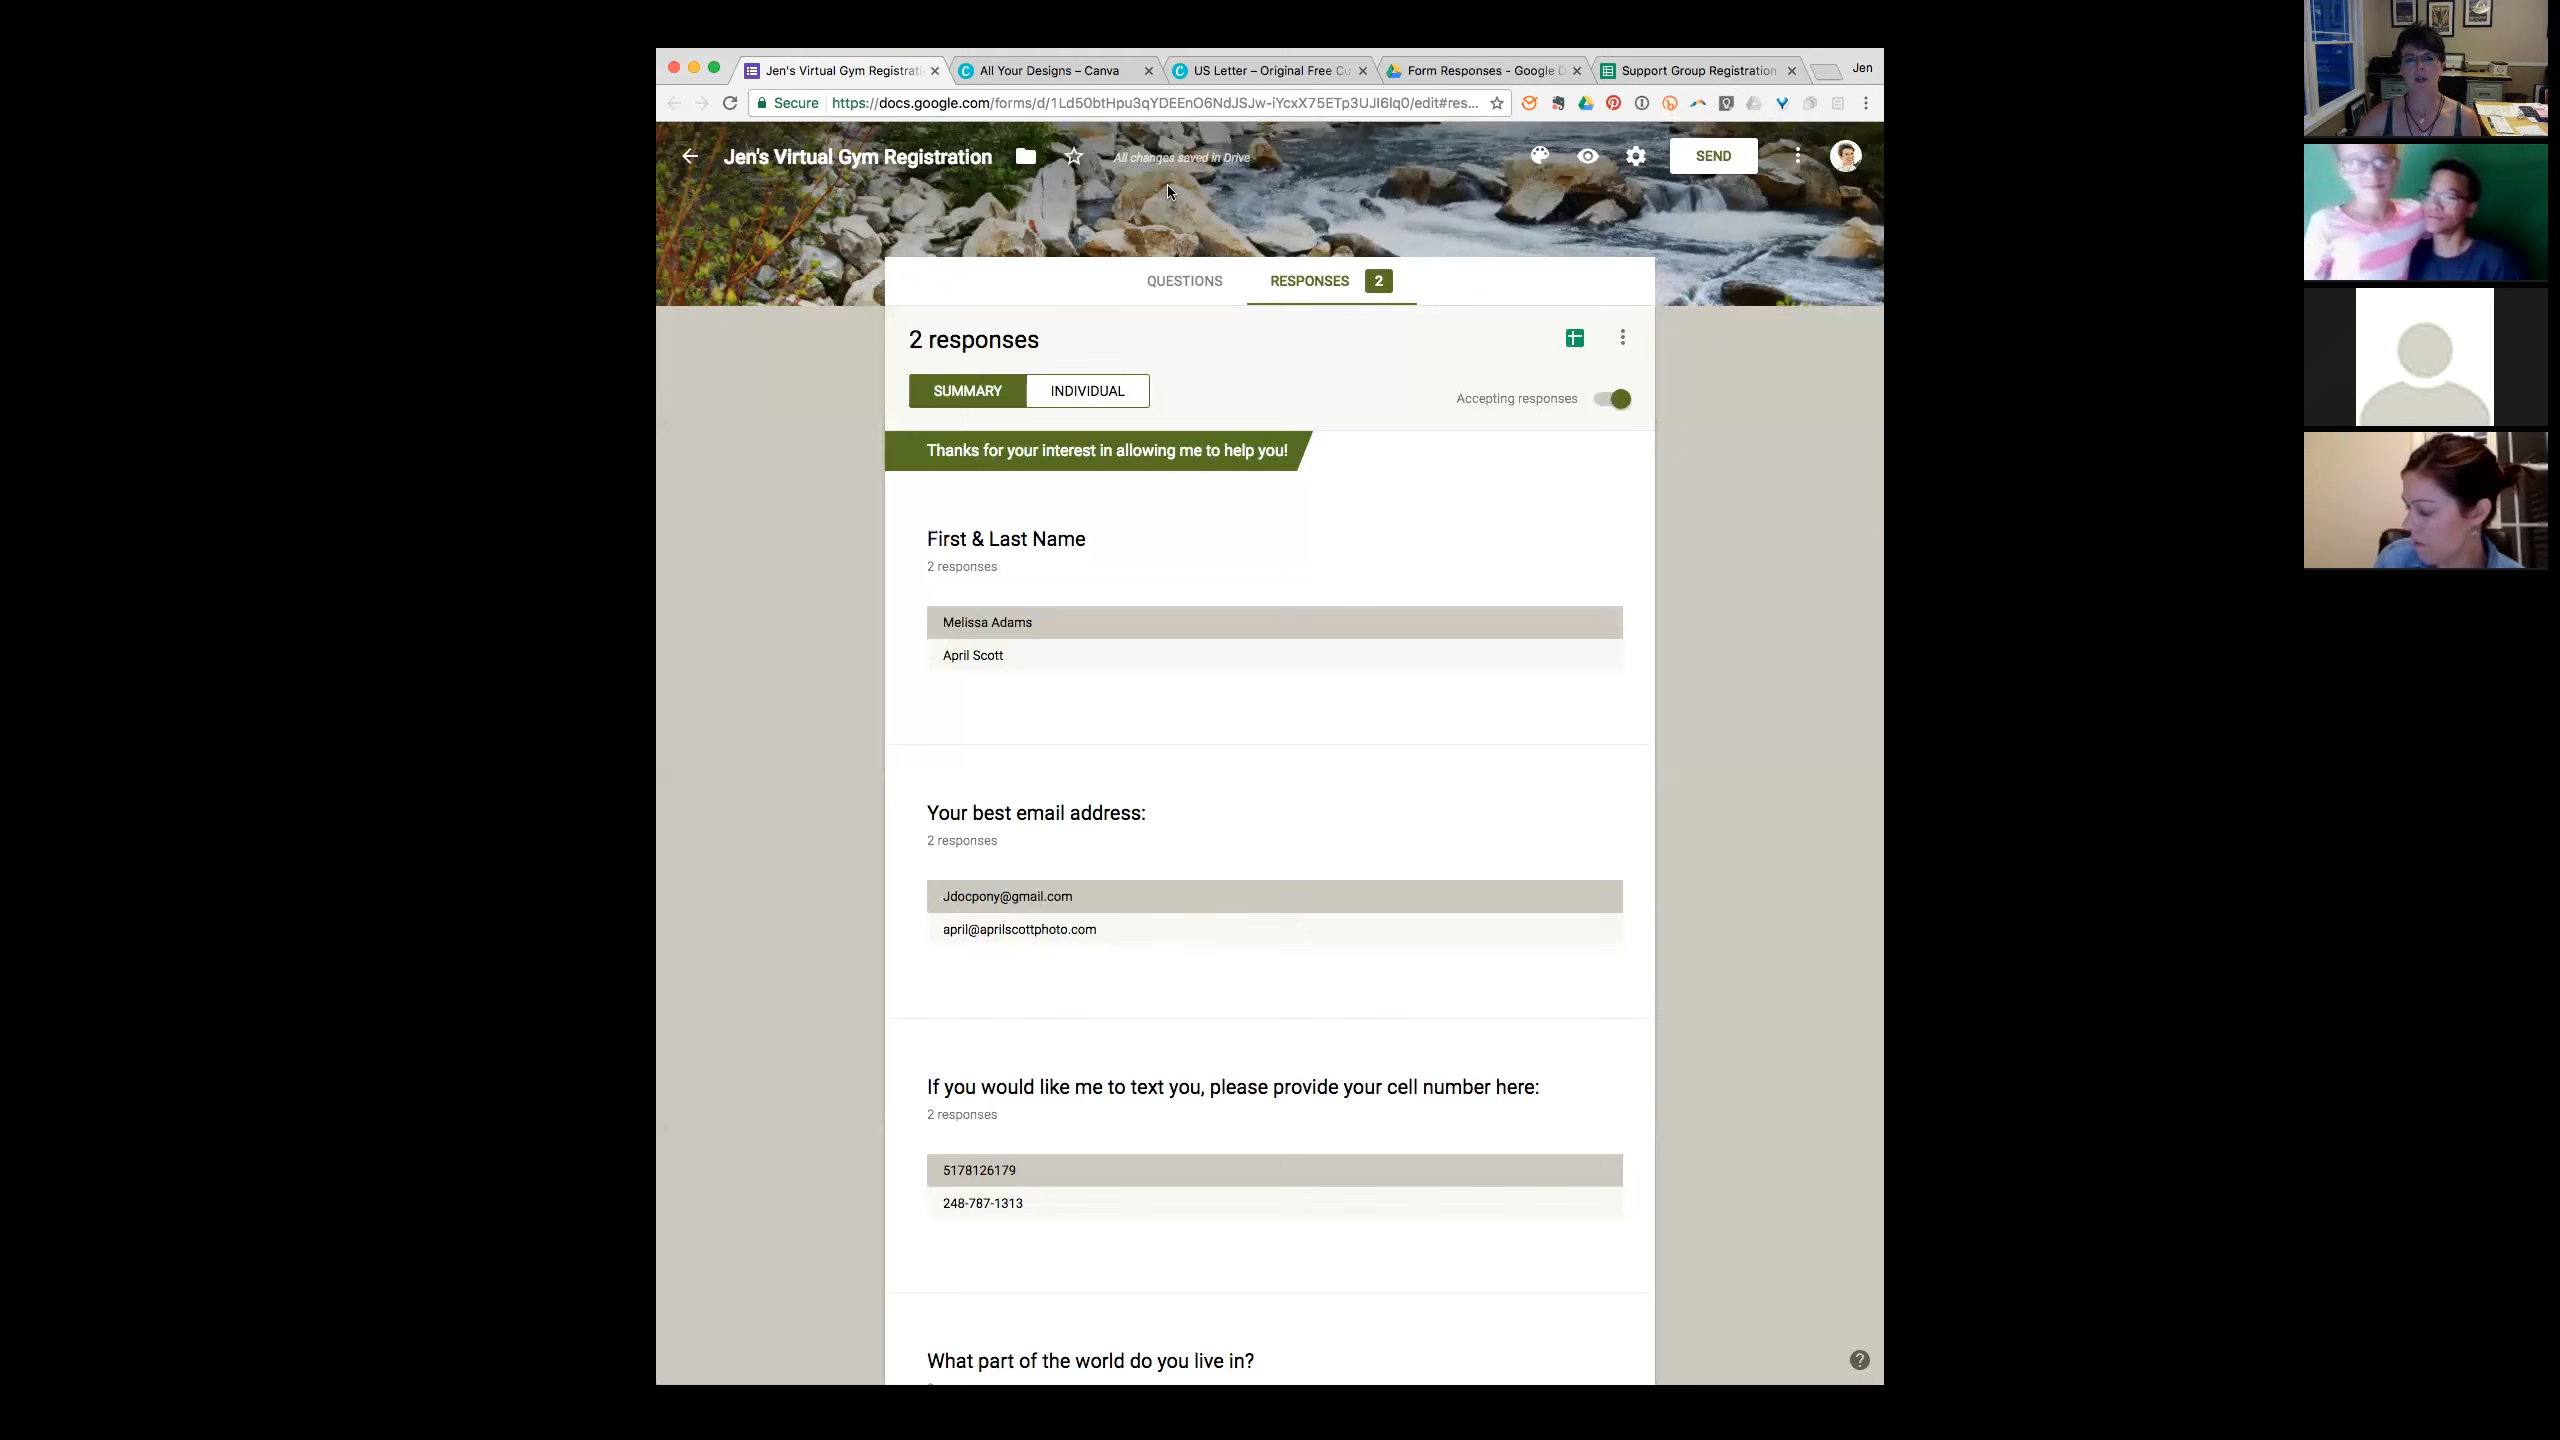 Jen's Virtual Gym Registrati
All Your Designs – Canva
US Letter – Original Free Cu
Form Responses - Google D
Support Group Registration
Jen
Secure
https://docs.google.com/forms/d/1Ld50btHpu3qYDEEnO6NdJSJw-iYcxX75ETp3UJI6Iq0/edit#res...
Jen's Virtual Gym Registration
All changes saved in Drive
SEND
QUESTIONS
RESPONSES 2
2 responses
SUMMARY
INDIVIDUAL
Accepting responses
Thanks for your interest in allowing me to help you!
First & Last Name
2 responses
Melissa Adams
April Scott
Your best email address:
2 responses
Jdocpony@gmail.com
april@aprilscottphoto.com
If you would like me to text you, please provide your cell number here:
2 responses
5178126179
248-787-1313
What part of the world do you live in?